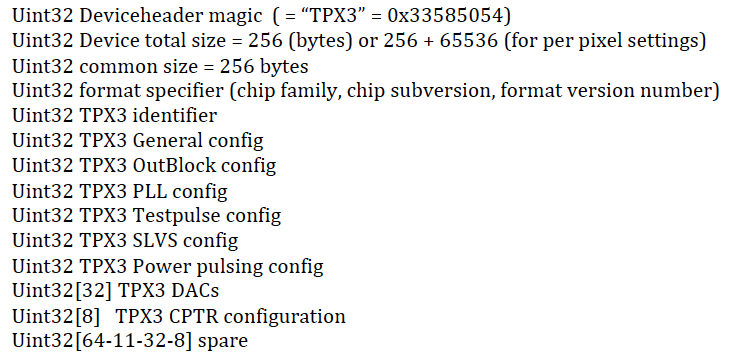 Uint32 Deviceheader magic  ( = “TPX3” = 0x33585054)
Uint32 Device total size = 256 (bytes) or 256 + 65536 (for per pixel settings)
Uint32 common size = 256 bytes
Uint32 format specifier (chip family, chip subversion, format version number)
Uint32 TPX3 identifier
Uint32 TPX3 General config
Uint32 TPX3 OutBlock config
Uint32 TPX3 PLL config
Uint32 TPX3 Testpulse config
Uint32 TPX3 SLVS config
Uint32 TPX3 Power pulsing config
Uint32[32] TPX3 DACs
Uint32[8]   TPX3 CPTR configuration
Uint32[64-11-32-8] spare